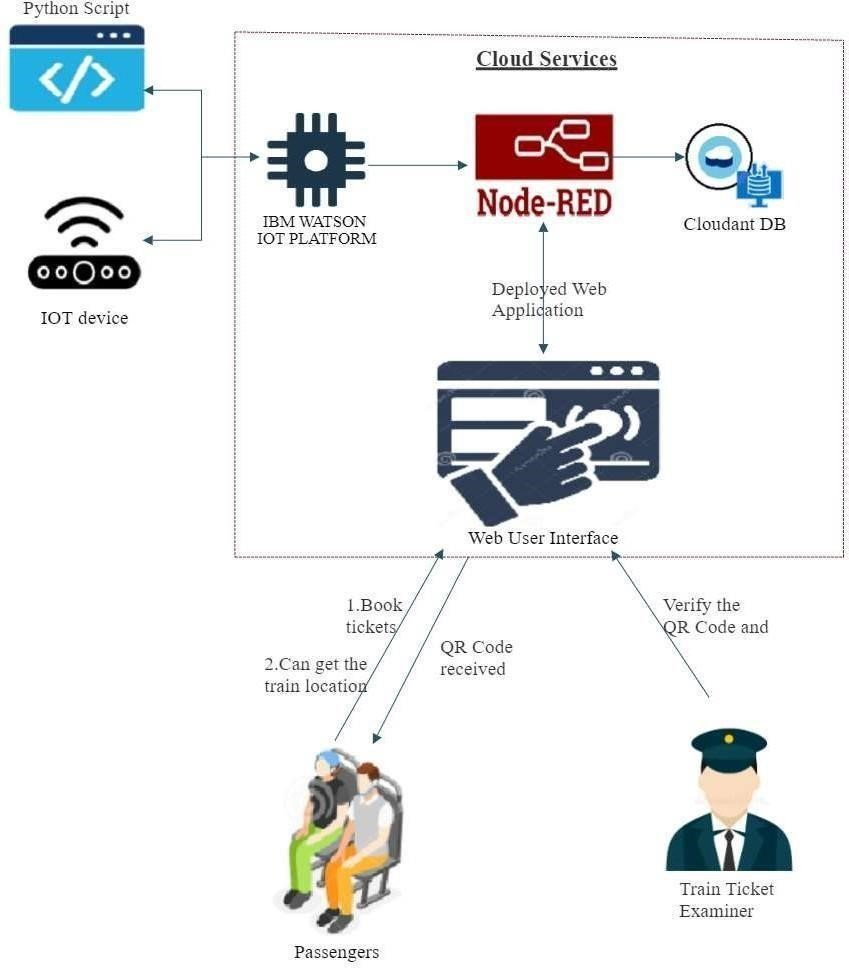 Python Script
Cloud Services
</>
IBM WATSON
IOT PLATFORM
Node-RED
Cloudant DB
IOT device
Deployed Web
Application
Web User Interface
1.Book
tickets
2.Can get the
train location
QR Code
received
Verify the
QR Code and
Train Ticket
Examiner
Passengers